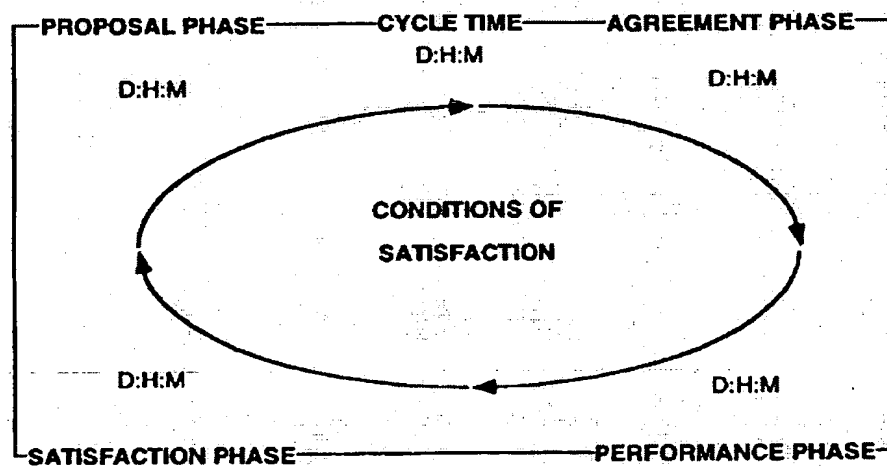 PROPOSAL PHASE CYCLE TIME AGREEMENT PHASE
D:H:M
D:H:M D:H:M
CONDITIONS OF
SATISFACTION
D:H:M D:H:M
SATISFACTION PHASE PERFORMANCE PHASE